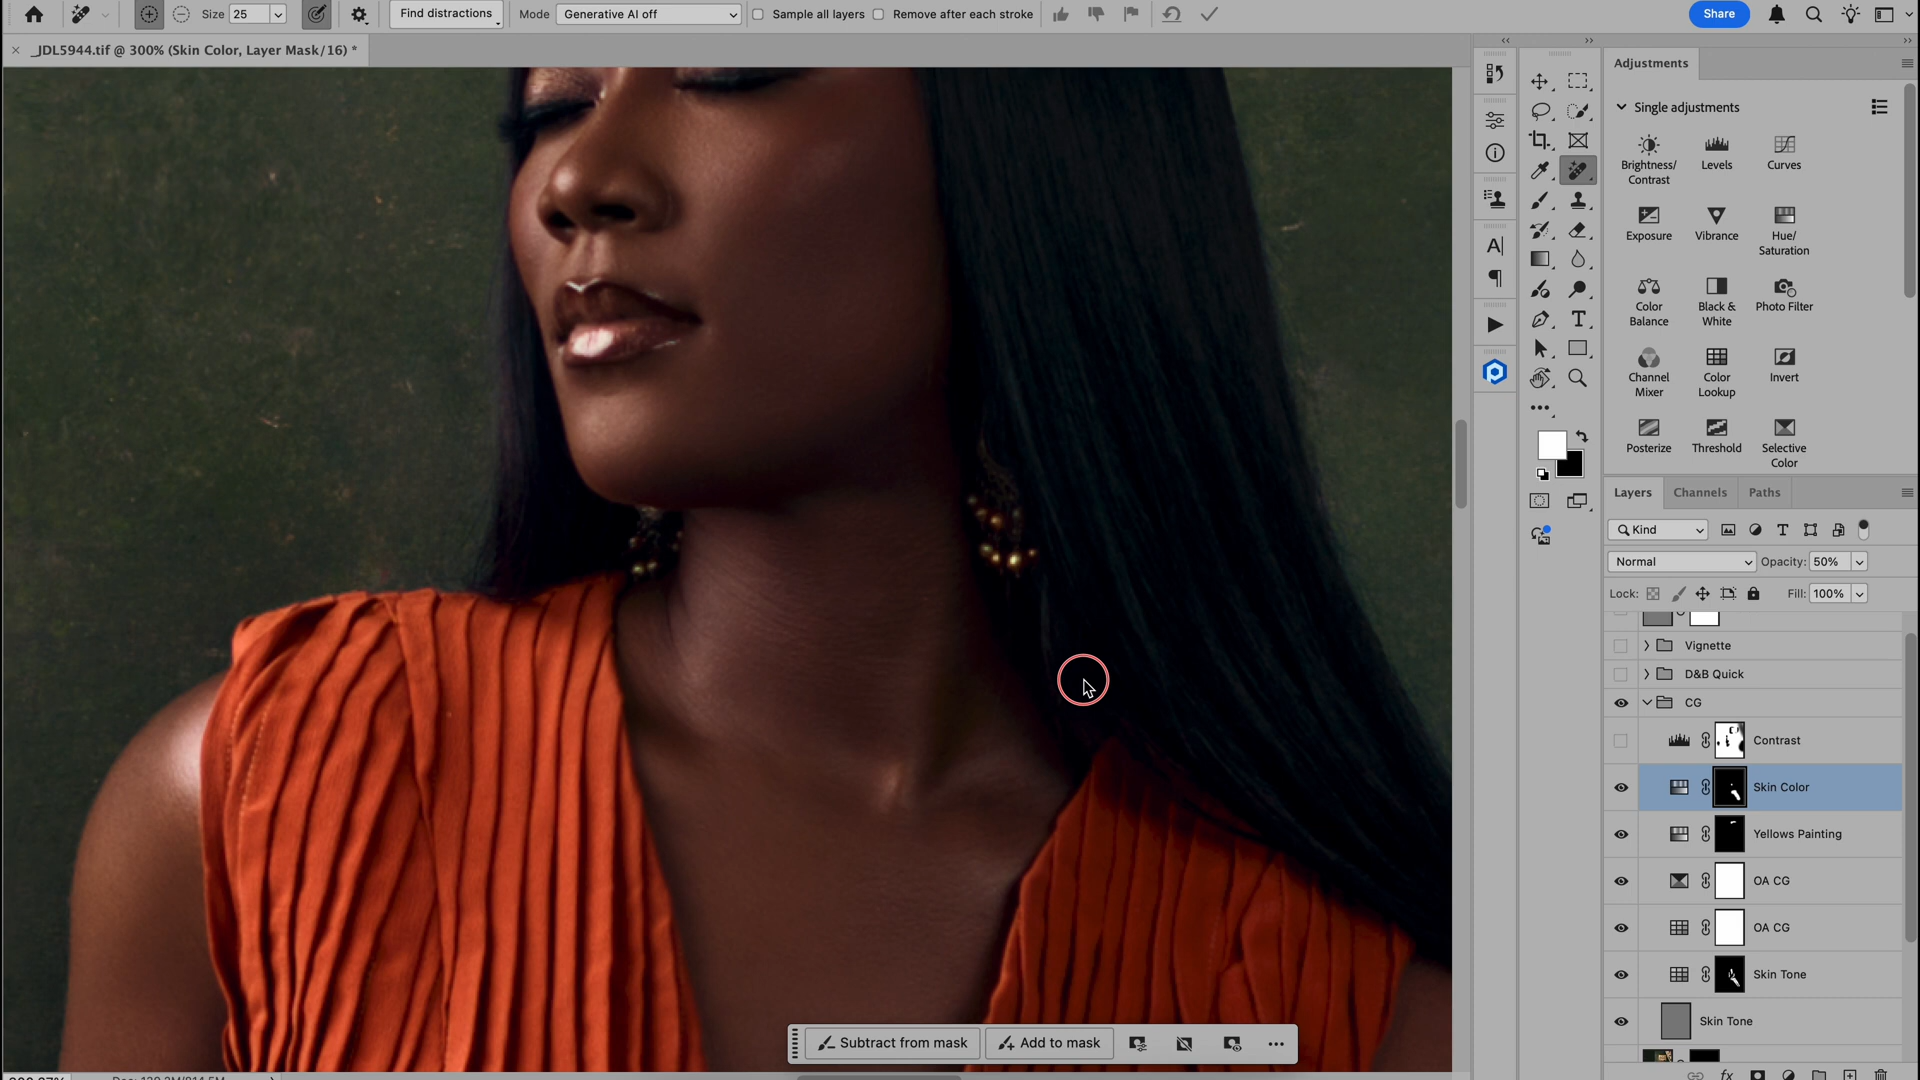 Size 25 Find distractions Mode Generative AI off Sample all layers Remove after each stroke Share
_JDL5944.tif @ 300% (Skin Color, Layer Mask/16) *
Adjustments
Single adjustments
Brightness/
Contrast
Levels
Curves
Exposure
Vibrance
Hue/
Saturation
Color
Balance
Black &
White
Photo Filter
Channel
Mixer
Color
Lookup
Invert
Posterize
Threshold
Selective
Color
Layers Channels Paths
Kind
Normal Opacity: 50%
Lock: Fill: 100%
Vignette
D&B Quick
CG
Contrast
Skin Color
Yellows Painting
OA CG
OA CG
Skin Tone
Skin Tone
Subtract from mask Add to mask